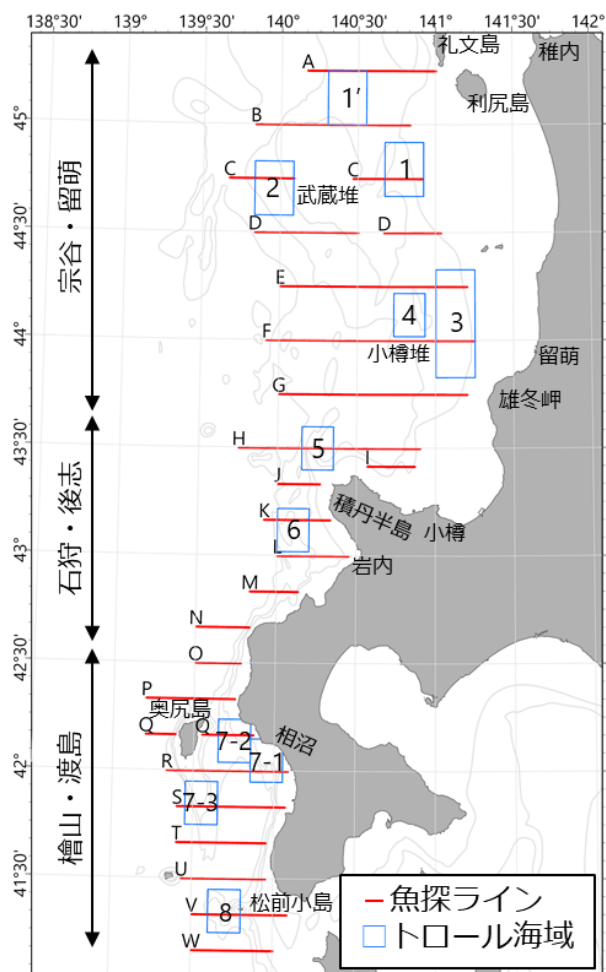 138°30' 139° 139°30' 140° 140°30' 141° 141°30' 142°
礼文島
稚内
A
1′
利尻島
45°
B
C
C
1
2
武蔵堆
44°30'
D
D
宗谷・留萌
E
4
3
44°
F
小樽堆
留萌
G
雄冬岬
43°30'
H
5
I
J
石狩・後志
K
積丹半島
小樽
6
43°
L
岩内
M
N
42°30'
O
P
奥尻島
Q
Q
7-2
相沼
7-1
42°
R
檜山・渡島
S
7-3
T
41°30'
U
松前小島
V
8
W
魚探ライン
トロール海域